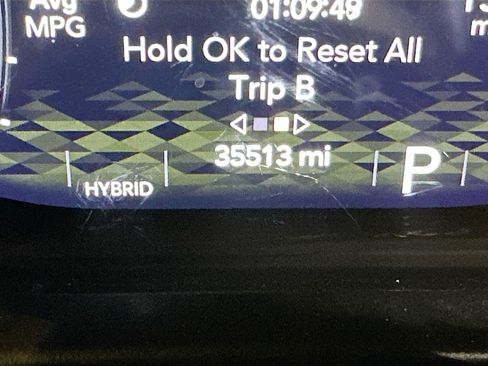 Avg
MPG
01:09:48
Hold OK to Reset All
Trip B
35513 mi
HYBRID
P